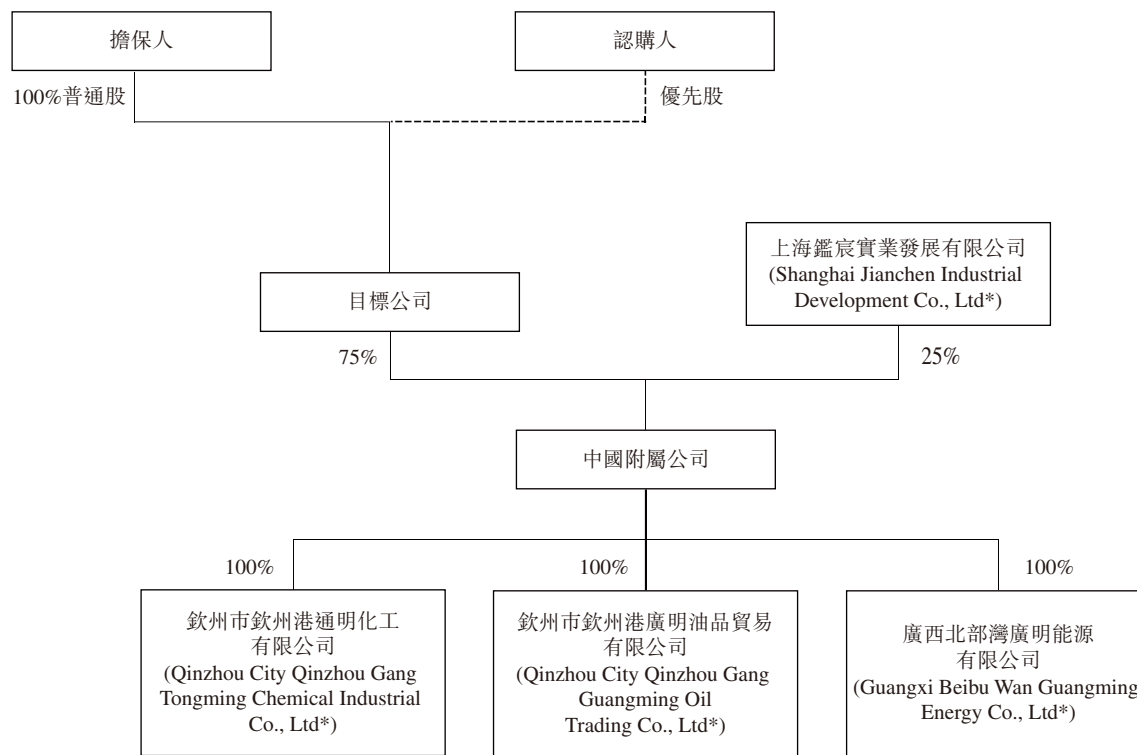 擔保人
認購人
100%普通股
優先股
上海鑑宸實業發展有限公司
(Shanghai Jianchen Industrial
Development Co., Ltd*)
目標公司
75%
25%
中國附屬公司
100%
100%
100%
欽州市欽州港通明化工
有限公司
(Qinzhou City Qinzhou Gang
Tongming Chemical Industrial
Co., Ltd*)
欽州市欽州港廣明油品貿易
有限公司
(Qinzhou City Qinzhou Gang
Guangming Oil
Trading Co., Ltd*)
廣西北部灣廣明能源
有限公司
(Guangxi Beibu Wan Guangming
Energy Co., Ltd*)